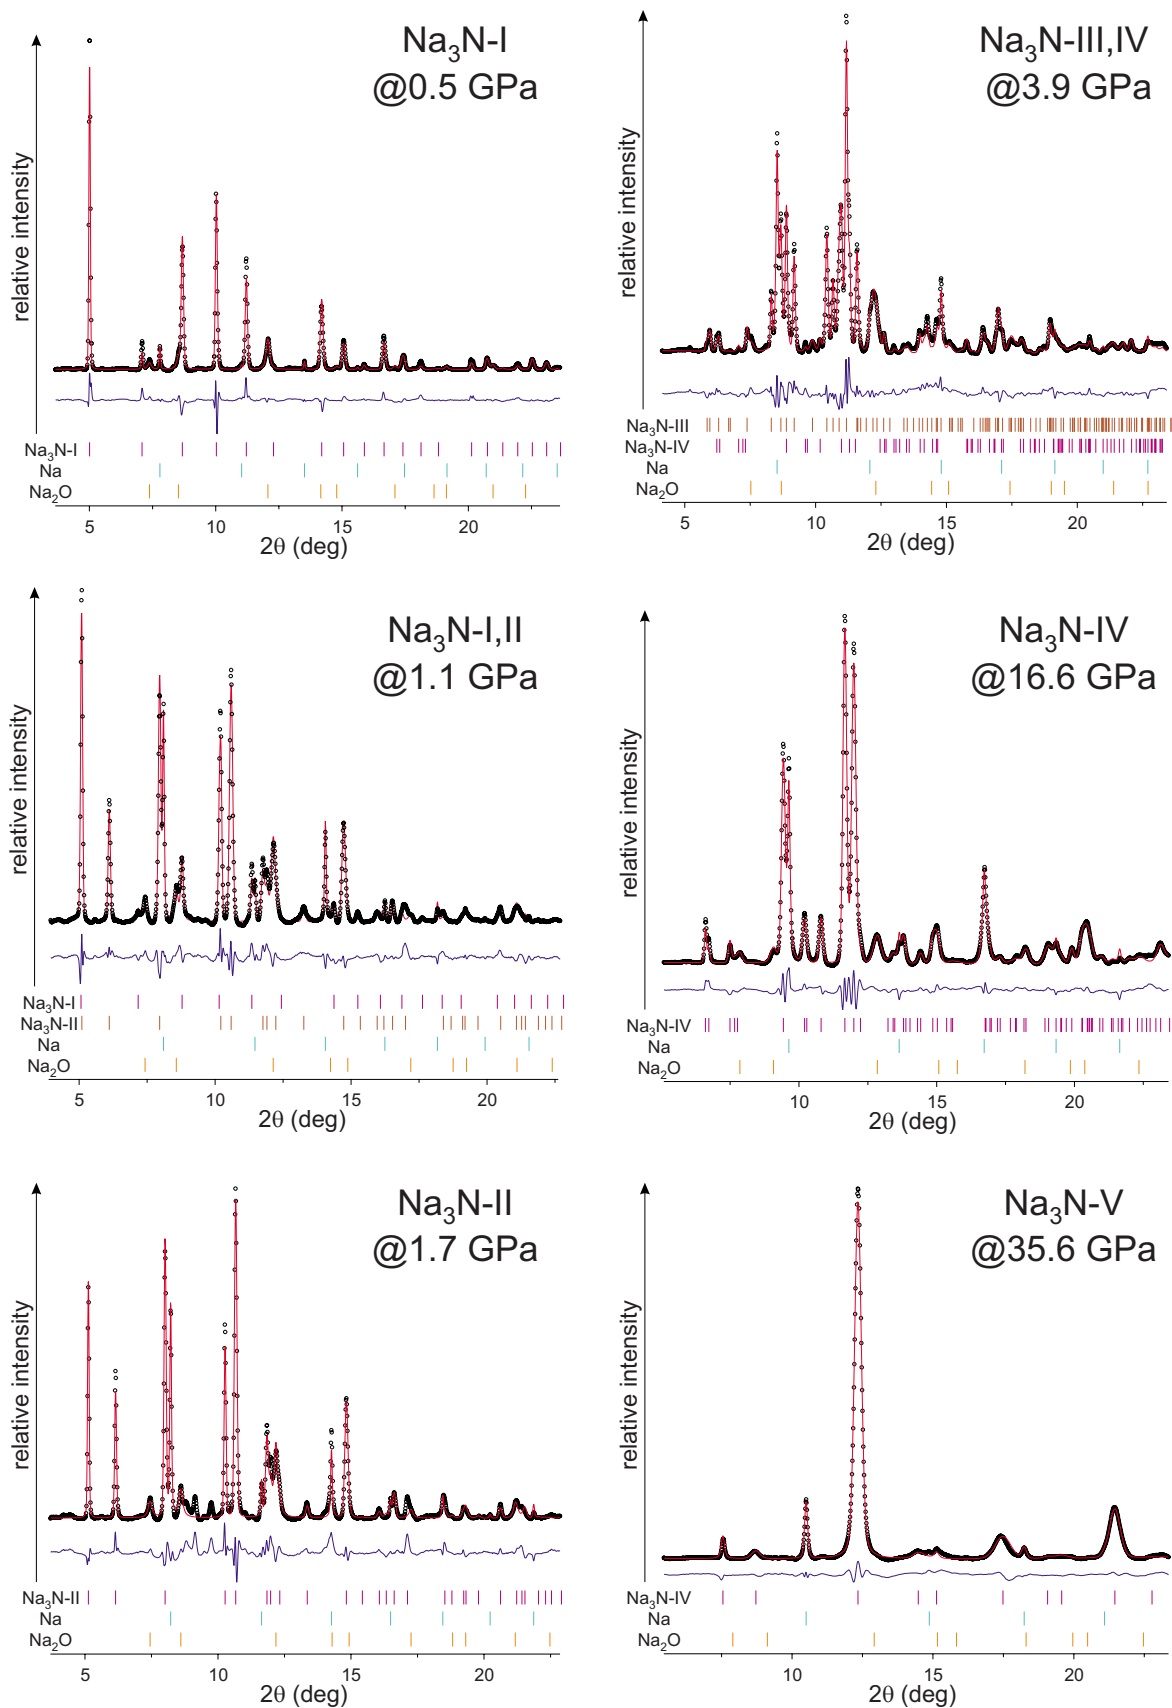 Na₃N-I
@0.5 GPa
relative intensity
Na₃N-I
Na
Na₂O
5 10 15 20
2θ (deg)
Na₃N-III,IV
@3.9 GPa
relative intensity
Na₃N-III
Na₃N-IV
Na
Na₂O
5 10 15 20
2θ (deg)
Na₃N-I,II
@1.1 GPa
relative intensity
Na₃N-I
Na₃N-II
Na
Na₂O
5 10 15 20
2θ (deg)
Na₃N-IV
@16.6 GPa
relative intensity
Na₃N-IV
Na
Na₂O
10 15 20
2θ (deg)
Na₃N-II
@1.7 GPa
relative intensity
Na₃N-II
Na
Na₂O
5 10 15 20
2θ (deg)
Na₃N-V
@35.6 GPa
relative intensity
Na₃N-IV
Na
Na₂O
10 15 20
2θ (deg)